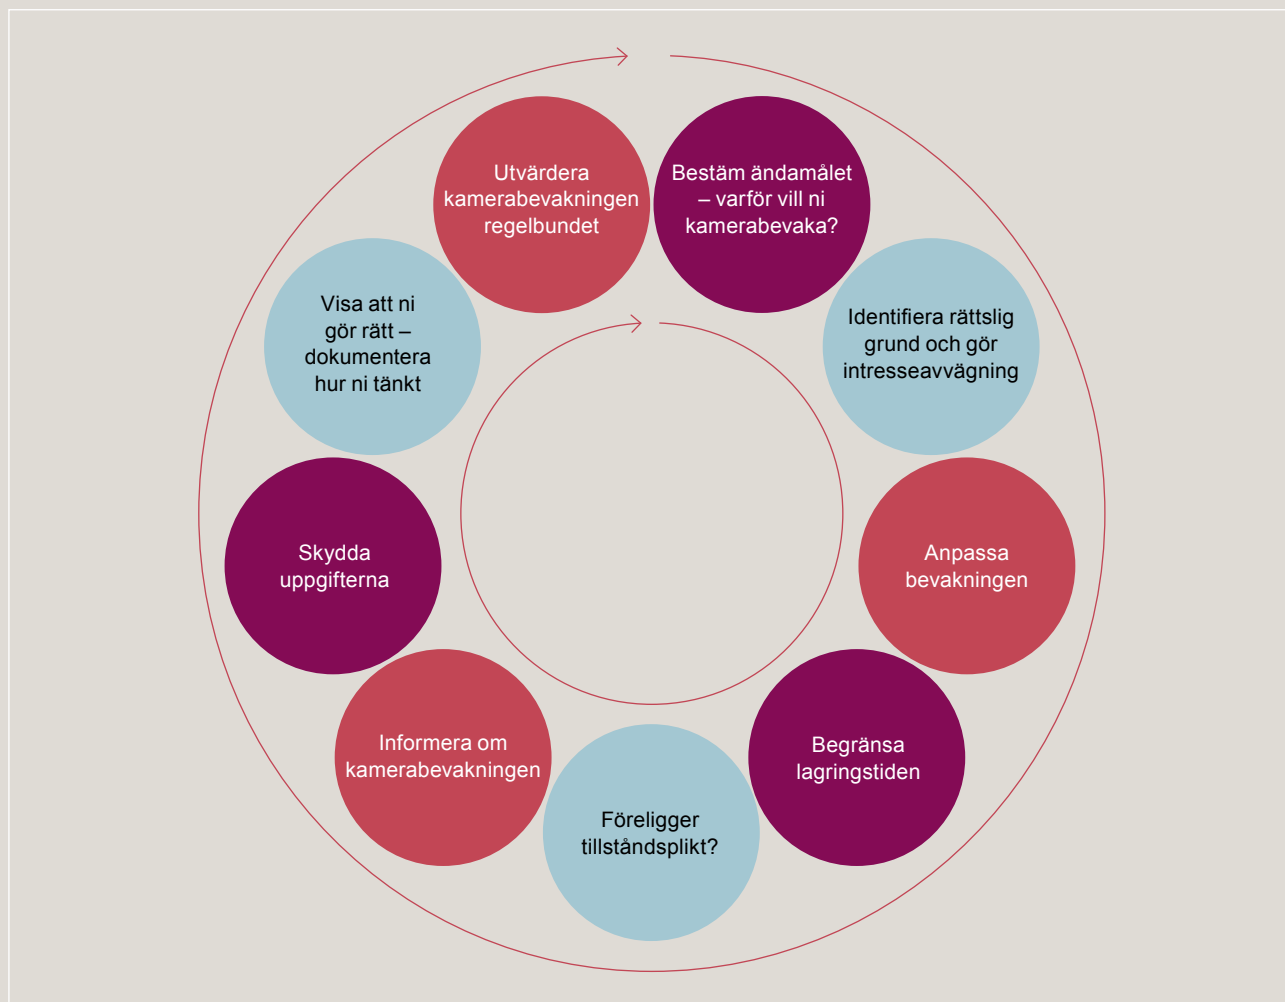 Bestäm ändamålet
– varför vill ni
kamerabevaka?
Identifiera rättslig
grund och gör
intresseavvägning
Anpassa
bevakningen
Begränsa
lagringstiden
Föreligger
tillståndsplikt?
Informera om
kamerabevakningen
Skydda
uppgifterna
Visa att ni
gör rätt –
dokumentera
hur ni tänkt
Utvärdera
kamerabevakningen
regelbundet